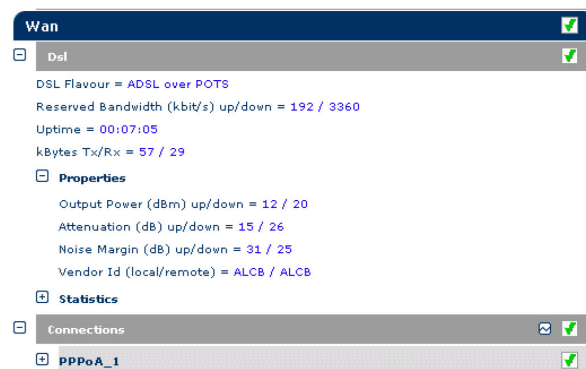 Wan
Dsl
DSL Flavour = ADSL over POTS
Reserved Bandwidth (kbit/s) up/down = 192 / 3360
Uptime = 00:07:05
kBytes Tx/Rx = 57 / 29
Properties
Output Power (dBm) up/down = 12 / 20
Attenuation (dB) up/down = 15 / 26
Noise Margin (dB) up/down = 31 / 25
Vendor Id (local/remote) = ALCB / ALCB
Statistics
Connections
PPPoA_1